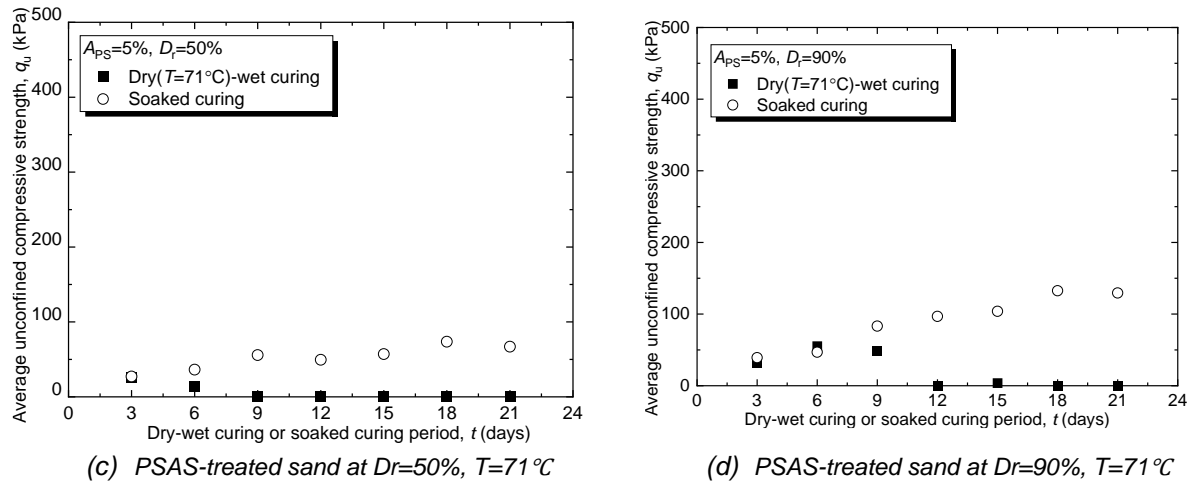 Average unconfined compressive strength, qu (kPa)
500
400
300
200
100
0
APS=5%, Dr=50%
Dry(T=71°C)-wet curing
Soaked curing
0 3 6 9 12 15 18 21 24
Dry-wet curing or soaked curing period, t (days)
(c) PSAS-treated sand at Dr=50%, T=71℃
Average unconfined compressive strength, qu (kPa)
500
400
300
200
100
0
APS=5%, Dr=90%
Dry(T=71°C)-wet curing
Soaked curing
0 3 6 9 12 15 18 21 24
Dry-wet curing or soaked curing period, t (days)
(d) PSAS-treated sand at Dr=90%, T=71℃